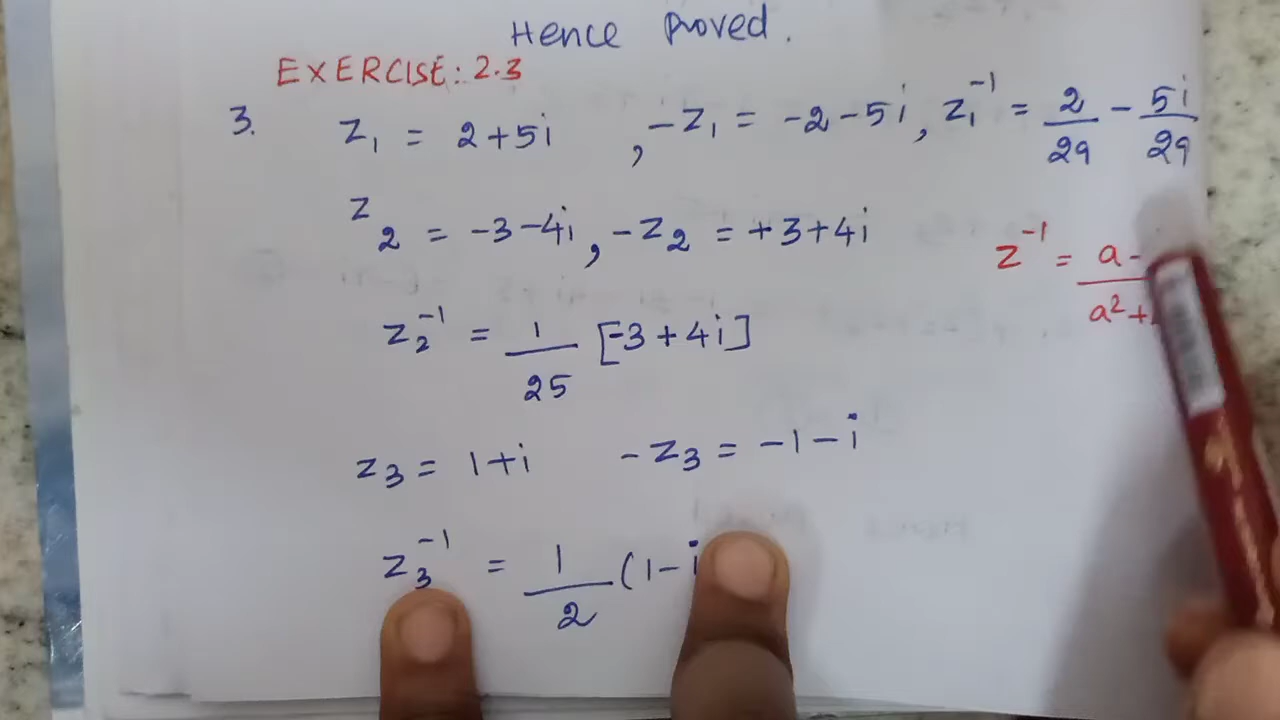 Hence Proved.
EXERCISE: 2.3
3. z₁ = 2+5i , -z₁ = -2-5i, z₁⁻¹ = 2/29 - 5i/29
z₂ = -3-4i, -z₂ = +3+4i
z⁻¹ = a- / a²+
z₂⁻¹ = 1/25 [-3+4i]
z₃ = 1+i -z₃ = -1-i
z₃⁻¹ = 1/2 (1-i